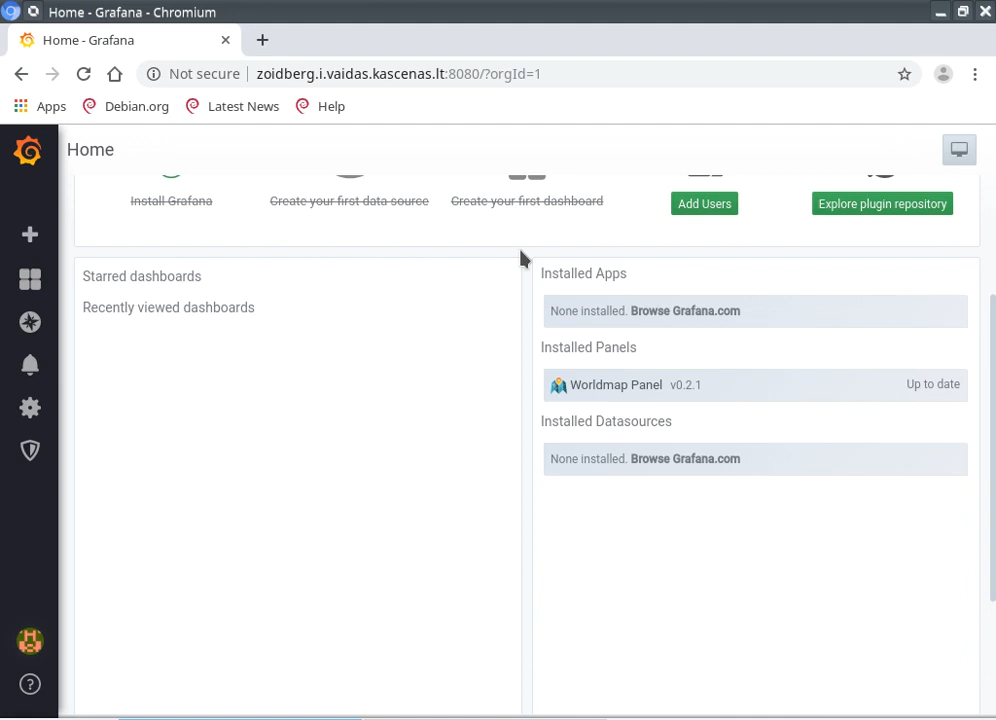 Home - Grafana - Chromium
Home - Grafana
Not secure zoidberg.i.vaidas.kascenas.lt:8080/?orgId=1
Apps Debian.org Latest News Help
Home
Install Grafana Create your first data source Create your first dashboard Add Users Explore plugin repository
Starred dashboards
Recently viewed dashboards
Installed Apps
None installed. Browse Grafana.com
Installed Panels
Worldmap Panel v0.2.1 Up to date
Installed Datasources
None installed. Browse Grafana.com